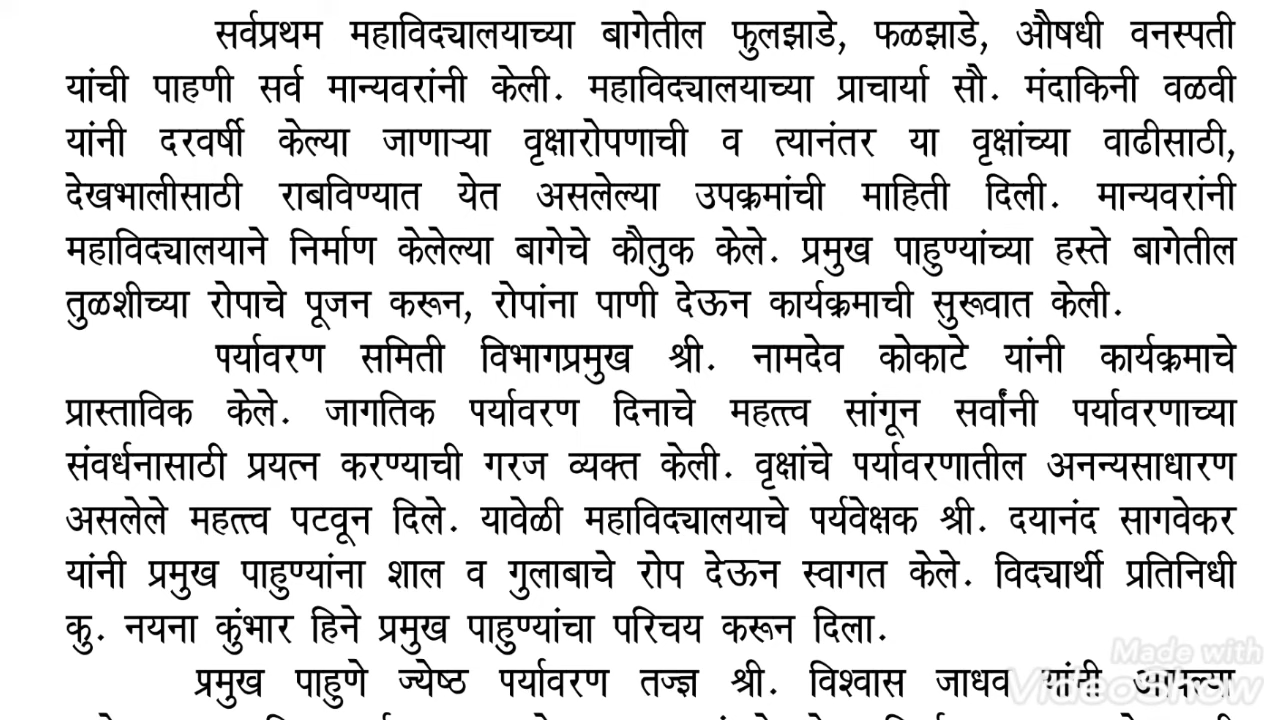 सर्वप्रथम महाविद्यालयाच्या बागेतील फुलझाडे, फळझाडे, औषधी वनस्पती
यांची पाहणी सर्व मान्यवरांनी केली. महाविद्यालयाच्या प्राचार्या सौ. मंदाकिनी वळवी
यांनी दरवर्षी केल्या जाणाऱ्या वृक्षारोपणाची व त्यानंतर या वृक्षांच्या वाढीसाठी,
देखभालीसाठी राबविण्यात येत असलेल्या उपक्रमांची माहिती दिली. मान्यवरांनी
महाविद्यालयाने निर्माण केलेल्या बागेचे कौतुक केले. प्रमुख पाहुण्यांच्या हस्ते बागेतील
तुळशीच्या रोपाचे पूजन करून, रोपांना पाणी देऊन कार्यक्रमाची सुरूवात केली.
पर्यावरण समिती विभागप्रमुख श्री. नामदेव कोकाटे यांनी कार्यक्रमाचे
प्रास्ताविक केले. जागतिक पर्यावरण दिनाचे महत्त्व सांगून सर्वांनी पर्यावरणाच्या
संवर्धनासाठी प्रयत्न करण्याची गरज व्यक्त केली. वृक्षांचे पर्यावरणातील अनन्यसाधारण
असलेले महत्त्व पटवून दिले. यावेळी महाविद्यालयाचे पर्यवेक्षक श्री. दयानंद सागवेकर
यांनी प्रमुख पाहुण्यांना शाल व गुलाबाचे रोप देऊन स्वागत केले. विद्यार्थी प्रतिनिधी
कु. नयना कुंभार हिने प्रमुख पाहुण्यांचा परिचय करून दिला.
प्रमुख पाहुणे ज्येष्ठ पर्यावरण तज्ज्ञ श्री. विश्वास जाधव यांनी आपल्या
Made with
VideoShow